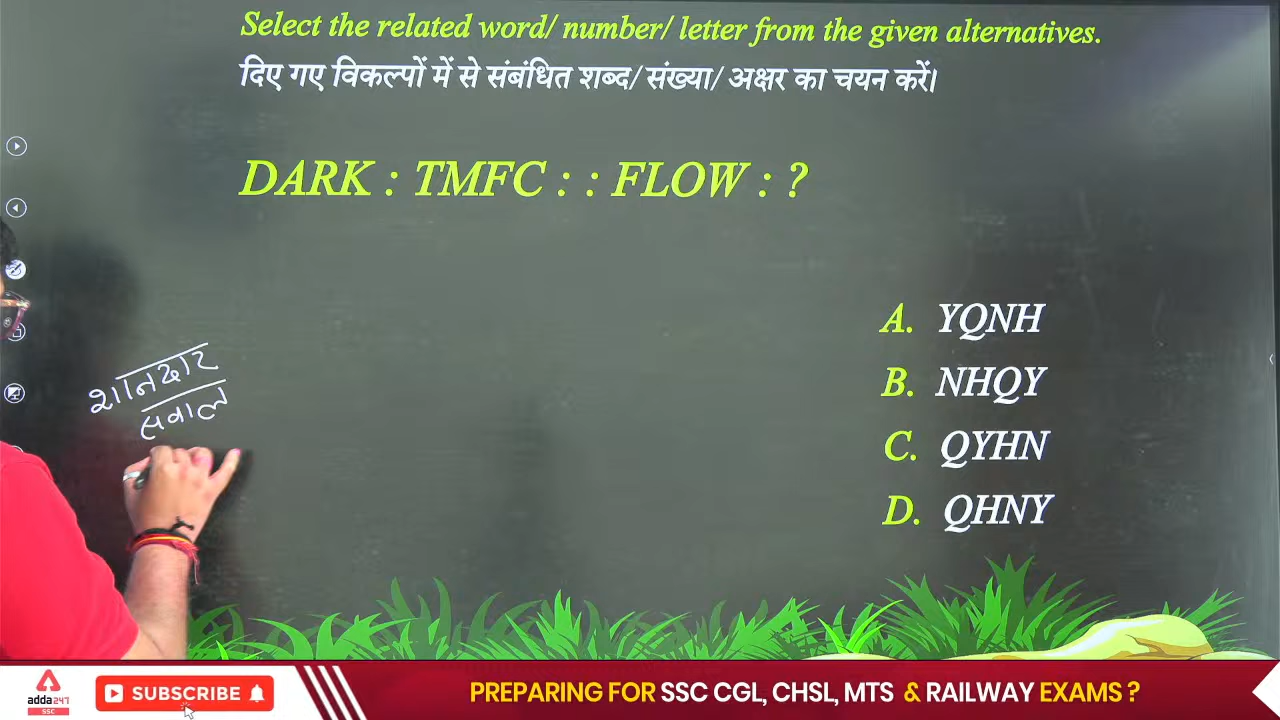 Select the related word/ number/ letter from the given alternatives.
दिए गए विकल्पों में से संबंधित शब्द/ संख्या/ अक्षर का चयन करें।
DARK : TMFC : : FLOW : ?
A. YQNH
B. NHQY
C. QYHN
D. QHNY
शानदार
सवाल
adda247
SSC
SUBSCRIBE
PREPARING FOR SSC CGL, CHSL, MTS & RAILWAY EXAMS ?